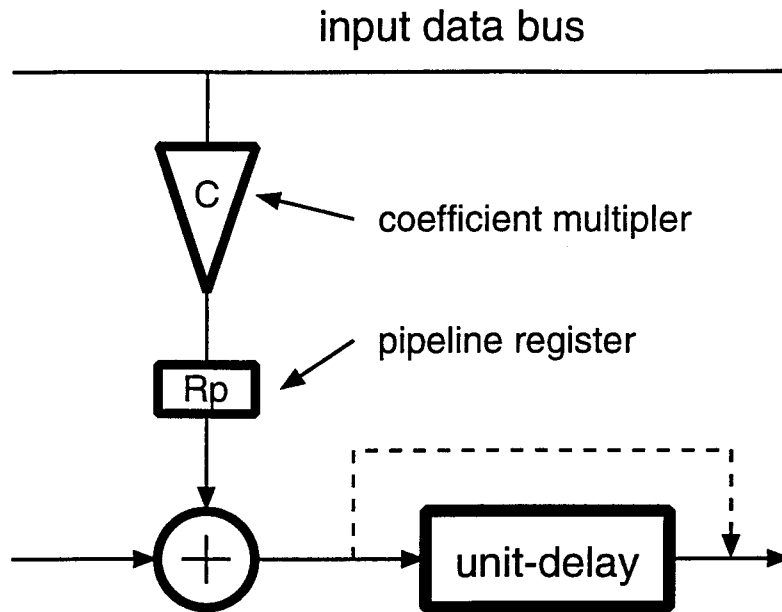 input data bus
C
coefficient multipler
pipeline register
Rp
+
unit-delay